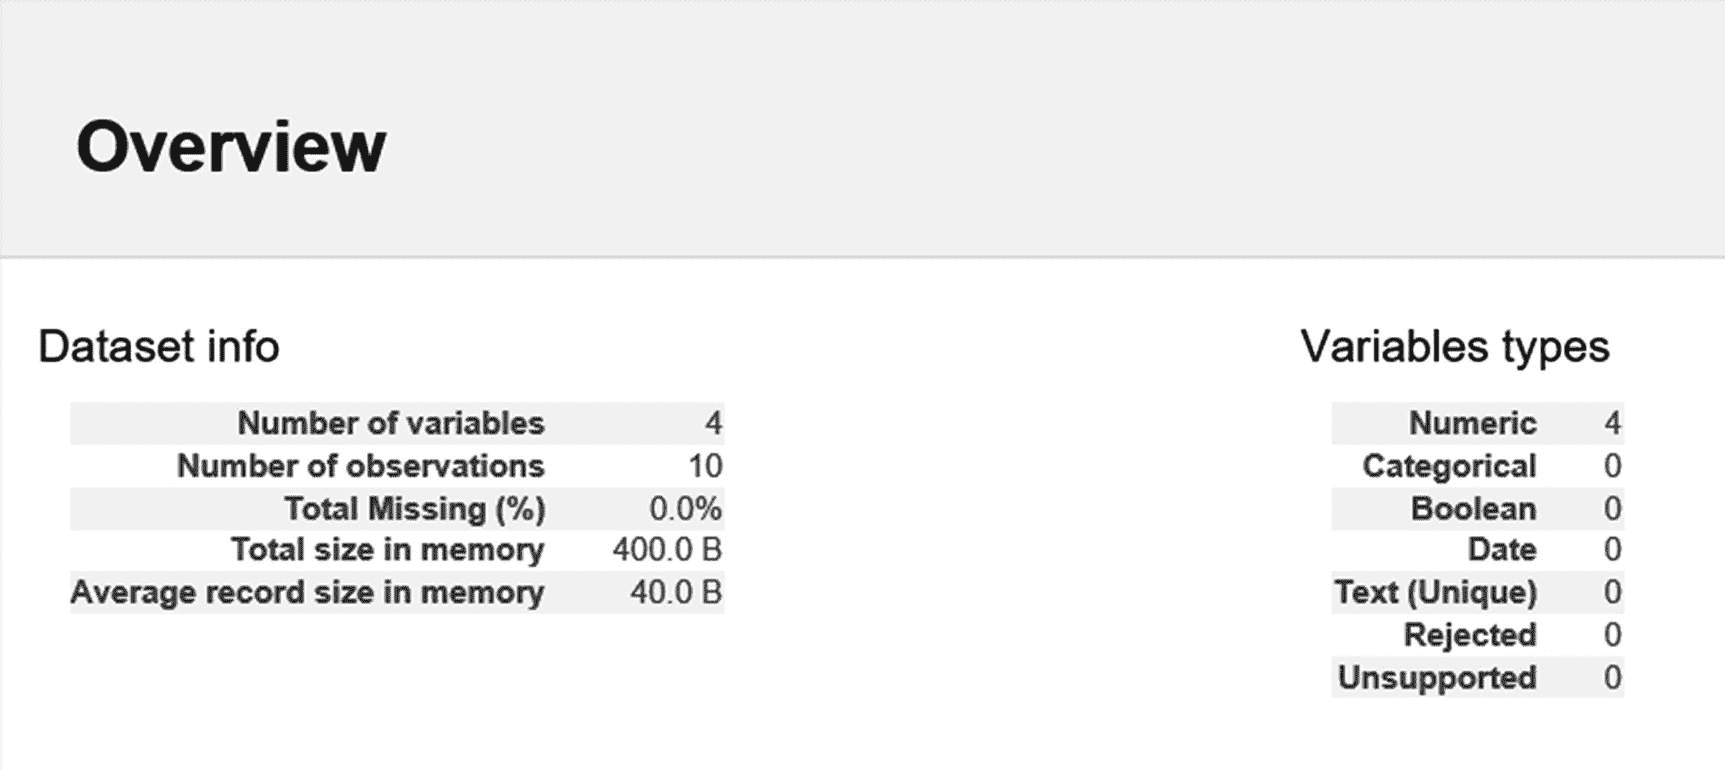 Overview
Dataset info
Number of variables 4
Number of observations 10
Total Missing (%) 0.0%
Total size in memory 400.0 B
Average record size in memory 40.0 B
Variables types
Numeric 4
Categorical 0
Boolean 0
Date 0
Text (Unique) 0
Rejected 0
Unsupported 0